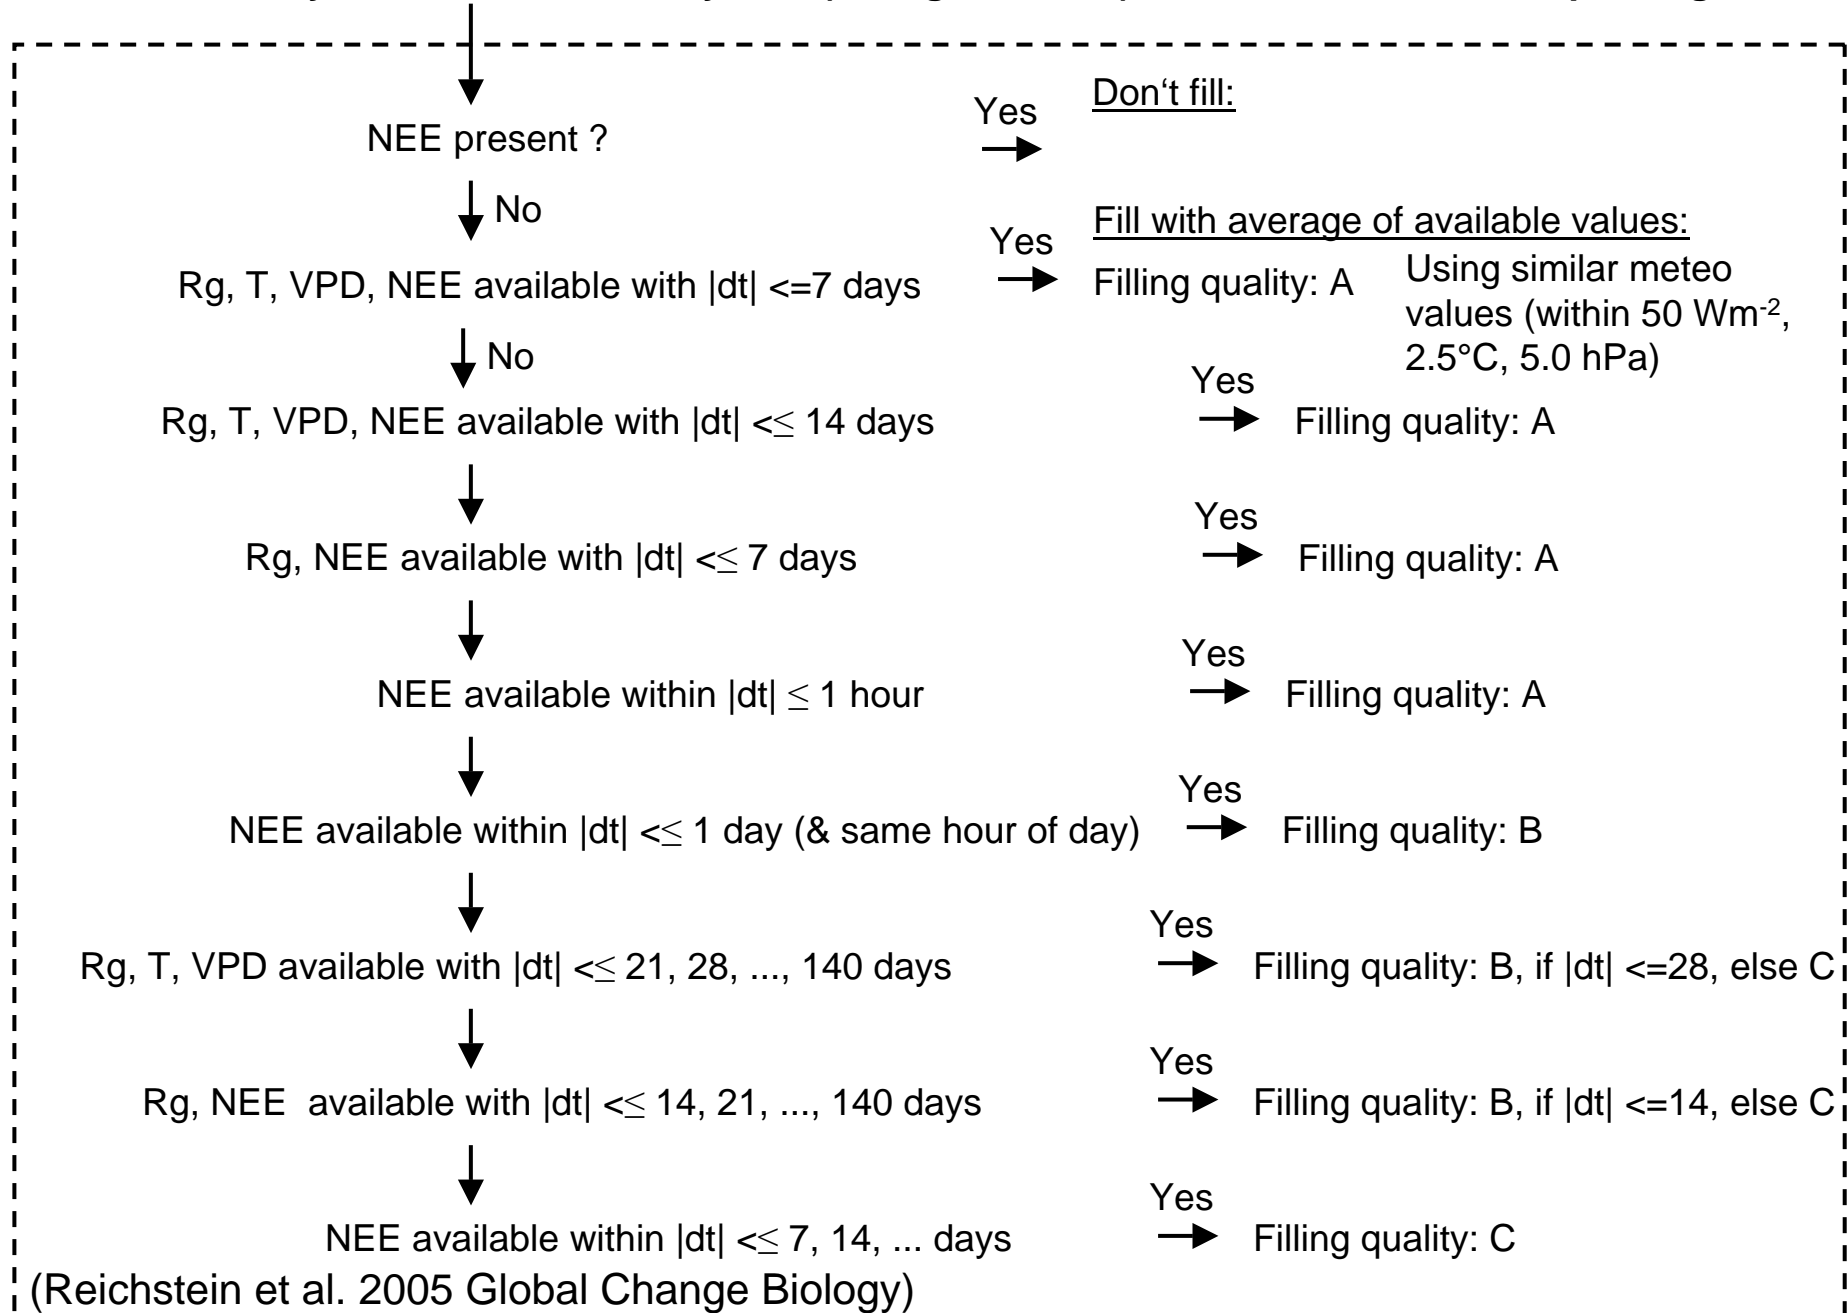 Don‘t fill:
Yes
NEE present ?
No
Fill with average of available values:
Yes
Rg, T, VPD, NEE available with |dt| <=7 days
Filling quality: A
Using similar meteo
values (within 50 Wm-2,
2.5°C, 5.0 hPa)
No
Yes
Rg, T, VPD, NEE available with |dt| <≤ 14 days
Filling quality: A
Yes
Rg, NEE available with |dt| <≤ 7 days
Filling quality: A
Yes
NEE available within |dt| ≤ 1 hour
Filling quality: A
Yes
NEE available within |dt| <≤ 1 day (& same hour of day)
Filling quality: B
Yes
Rg, T, VPD available with |dt| <≤ 21, 28, ..., 140 days
Filling quality: B, if |dt| <=28, else C
Yes
Rg, NEE available with |dt| <≤ 14, 21, ..., 140 days
Filling quality: B, if |dt| <=14, else C
Yes
NEE available within |dt| <≤ 7, 14, ... days
Filling quality: C
(Reichstein et al. 2005 Global Change Biology)